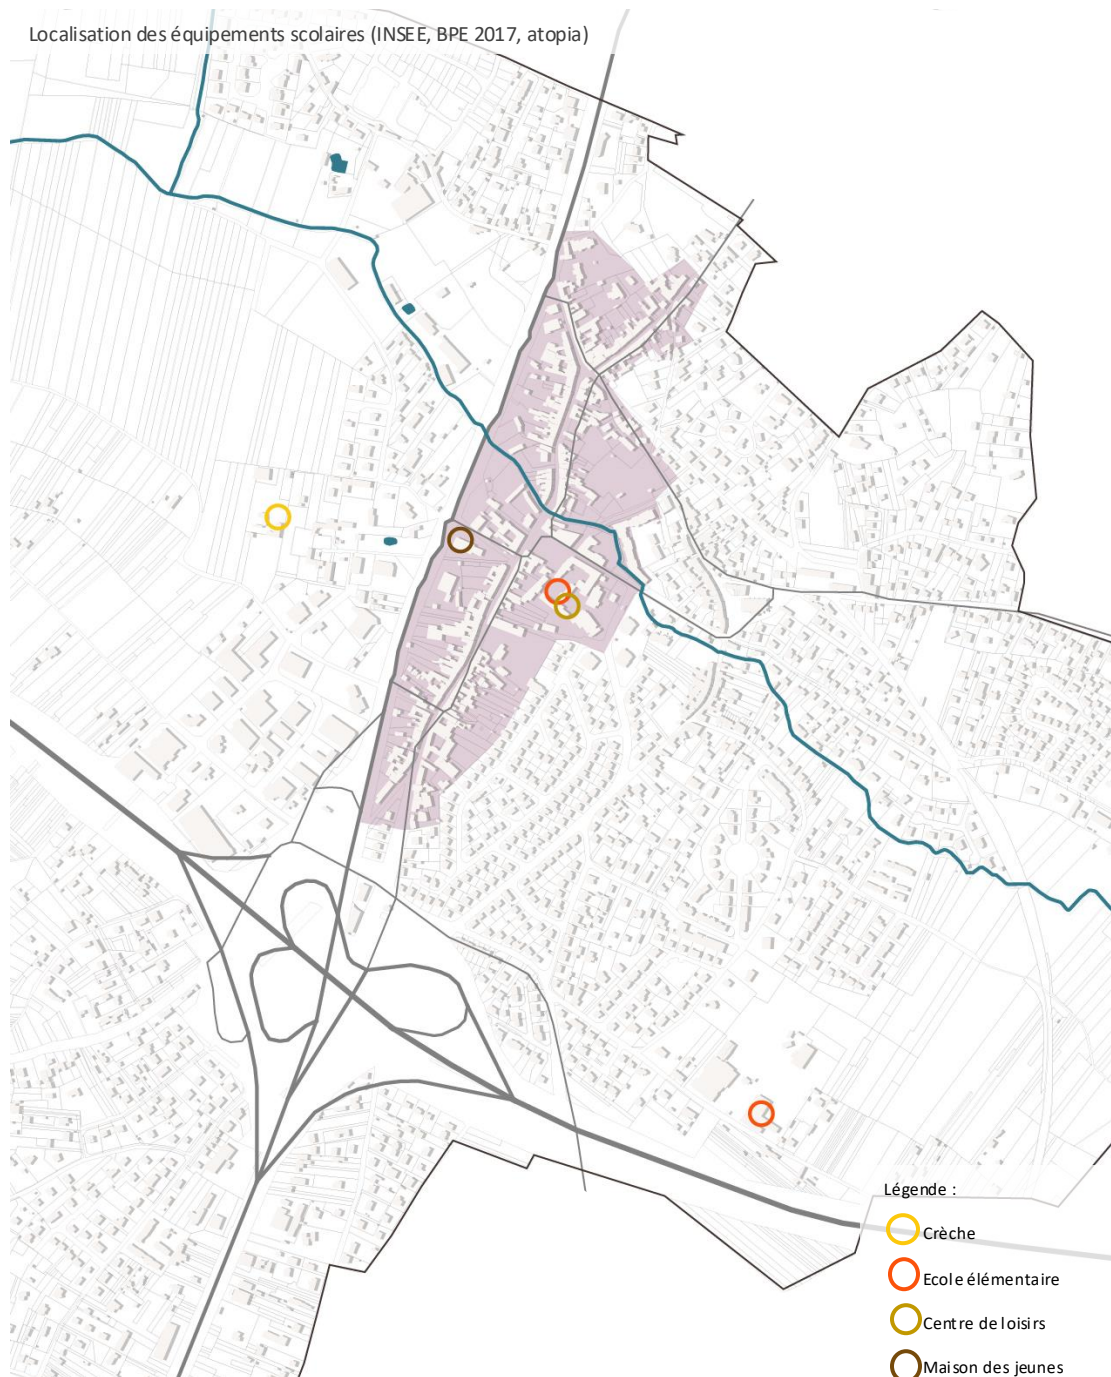 Localisation des équipements scolaires (INSEE, BPE 2017, atopia)
Légende :
Crèche
Ecole élémentaire
Centre de loisirs
Maison des jeunes